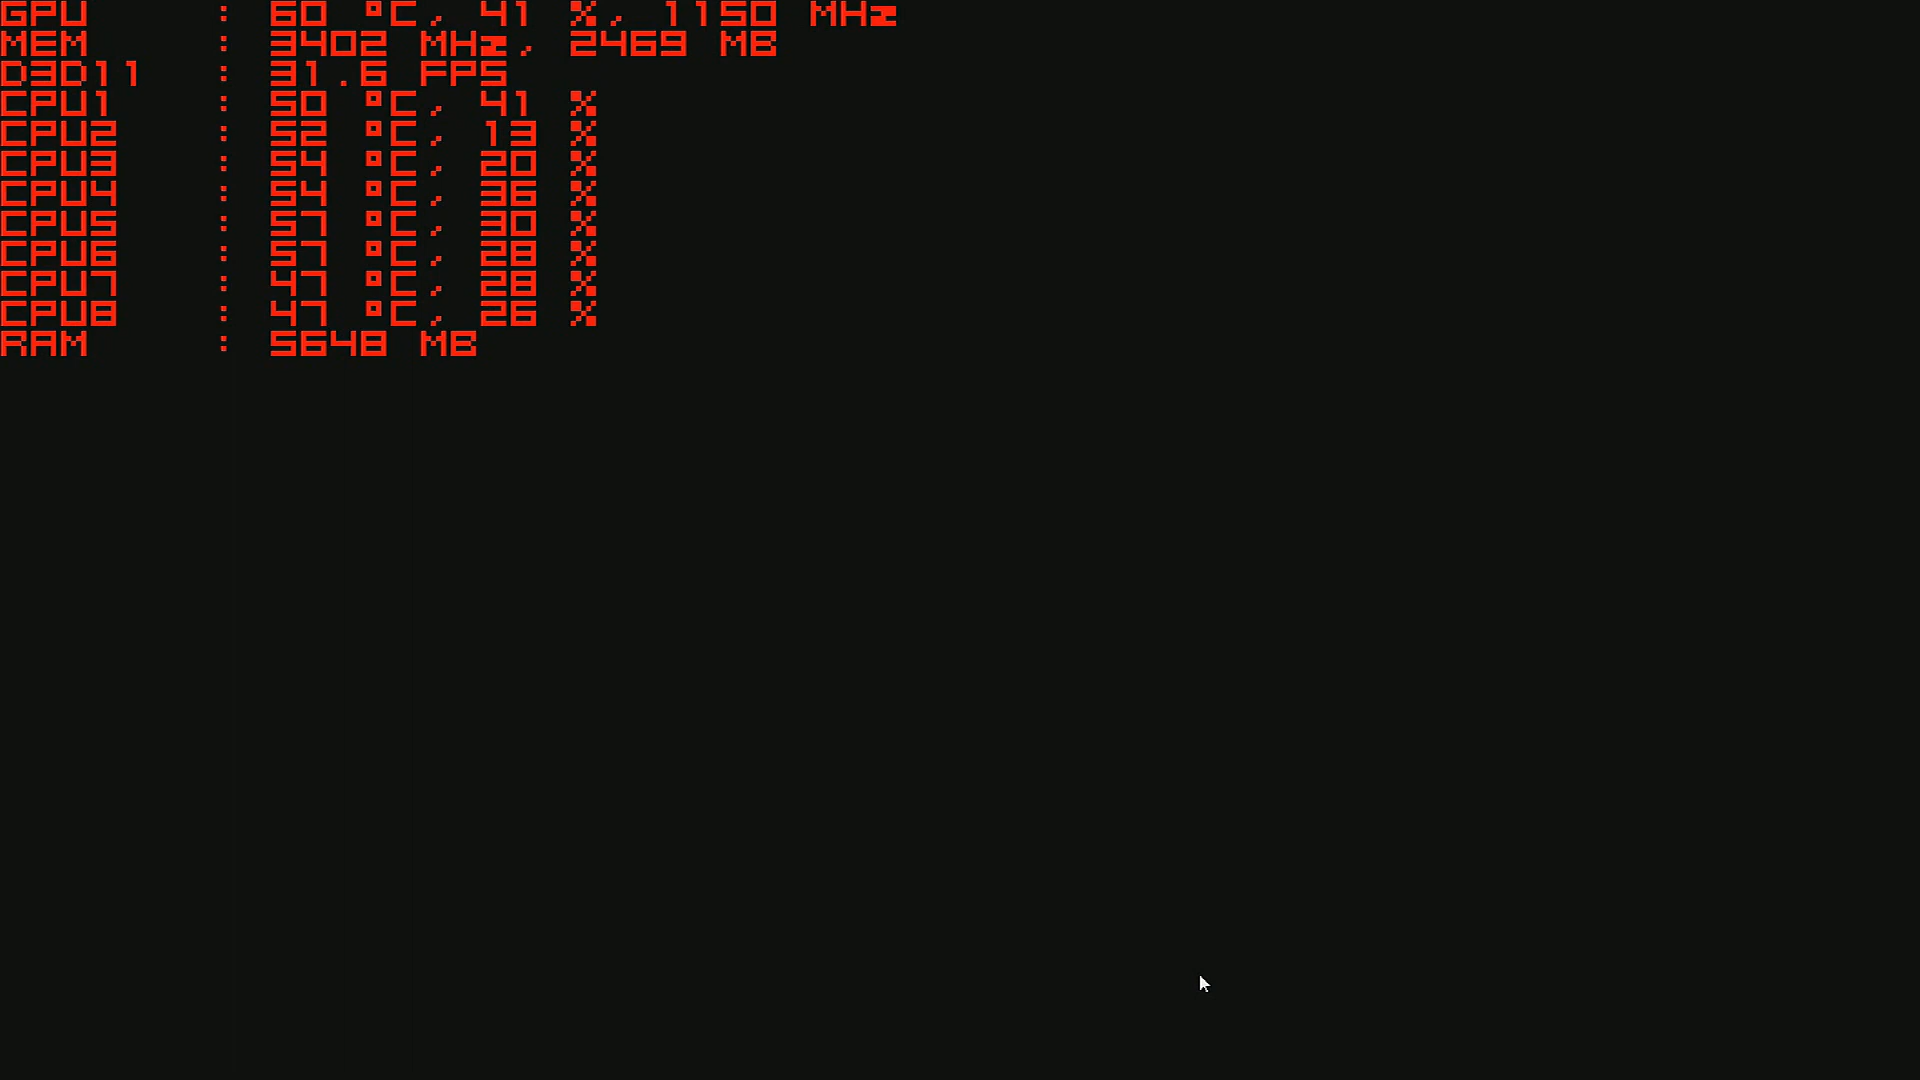 GPU : 60 °C, 41 %, 1150 MHz
MEM : 3402 MHz, 2469 MB
D3D11 : 31.6 FPS
CPU1 : 50 °C, 41 %
CPU2 : 52 °C, 13 %
CPU3 : 54 °C, 20 %
CPU4 : 54 °C, 36 %
CPU5 : 57 °C, 30 %
CPU6 : 57 °C, 28 %
CPU7 : 47 °C, 28 %
CPU8 : 47 °C, 26 %
RAM : 5648 MB